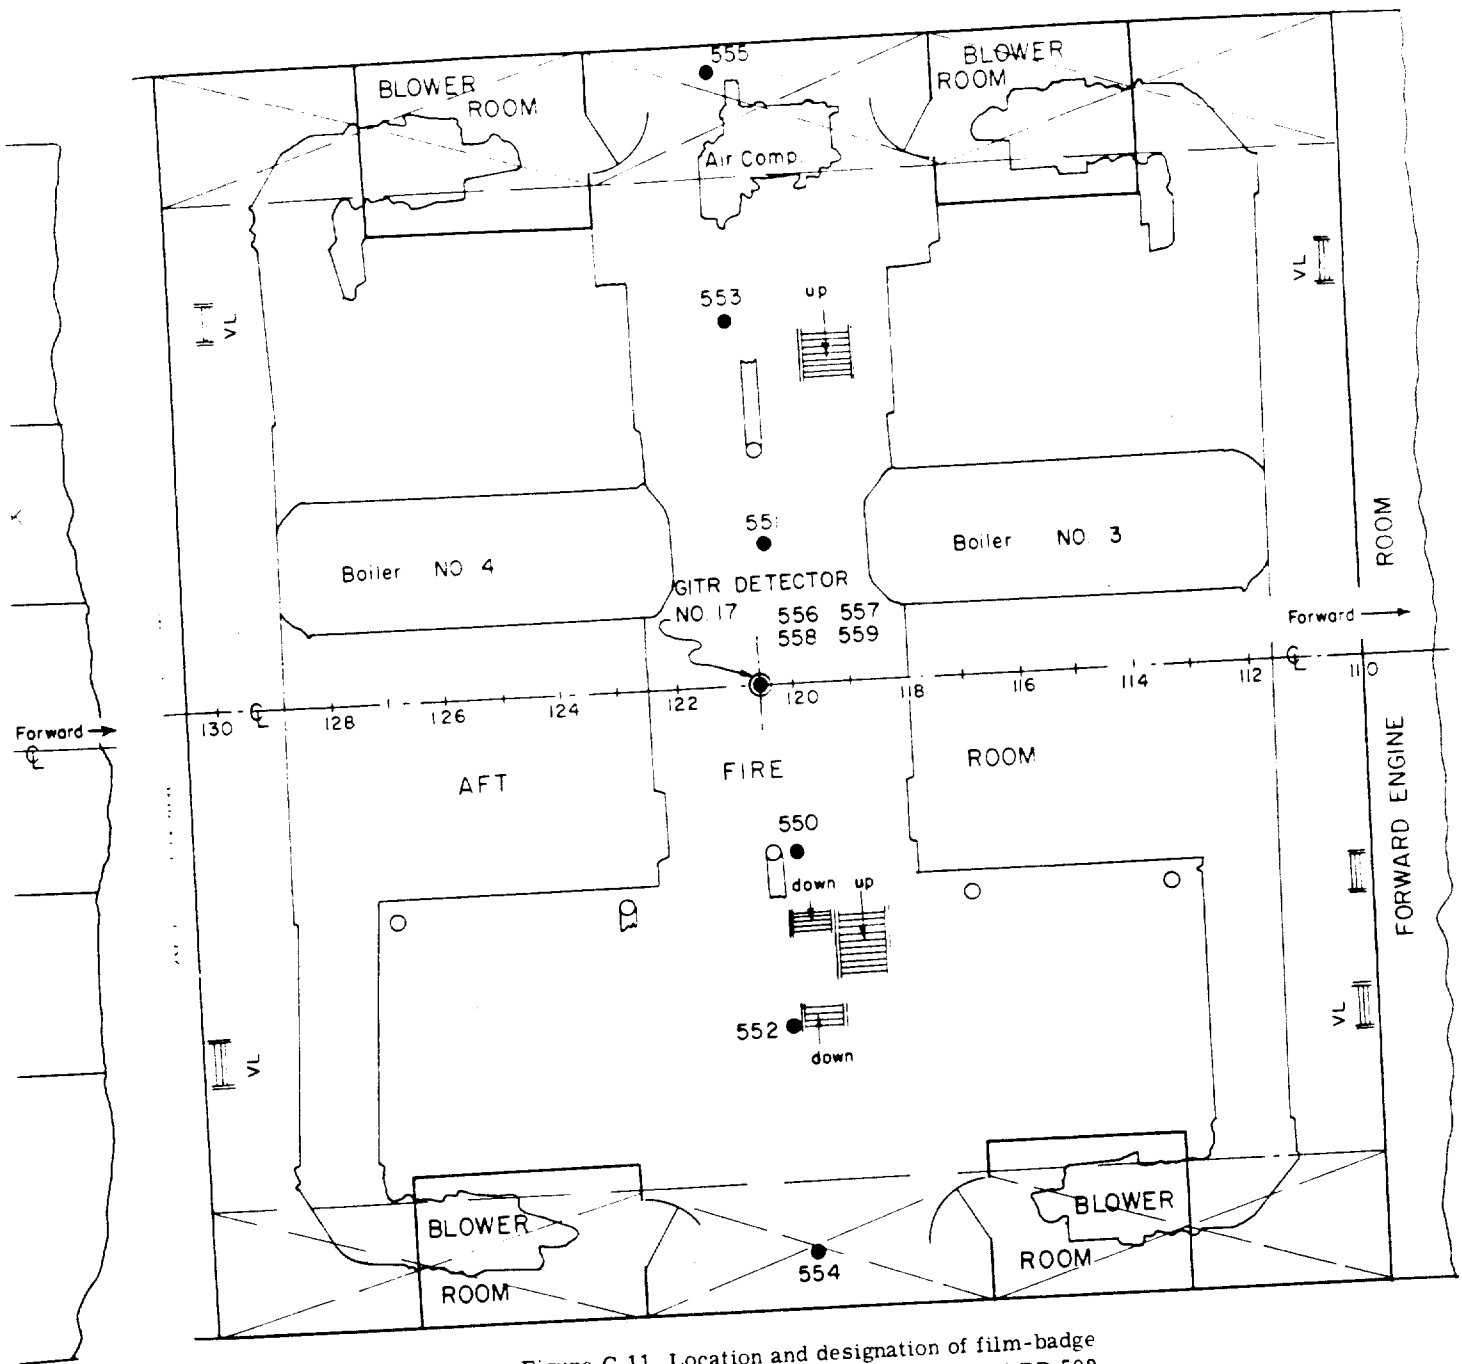 555
BLOWER
ROOM
BLOWER
ROOM
Air Comp.
VL
VL
553
up
55
Boiler NO. 3
Boiler NO 4
ROOM
GITR DETECTOR
NO. 17
556 557
558 559
Forward
130 ℄ 128 126 124 122 120 118 116 114 112 ℄ 110
Forward
℄
AFT FIRE ROOM
FORWARD ENGINE
550
down up
552
down
VL
VL
BLOWER
ROOM
BLOWER
ROOM
554
Figure C.11 Location and designation of film-badge